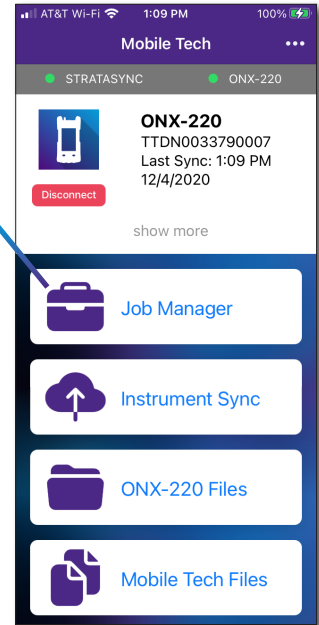 AT&T Wi-Fi 1:09 PM 100%
Mobile Tech
STRATASYNC ONX-220
ONX-220
TTDN0033790007
Last Sync: 1:09 PM
12/4/2020
Disconnect
show more
Job Manager
Instrument Sync
ONX-220 Files
Mobile Tech Files